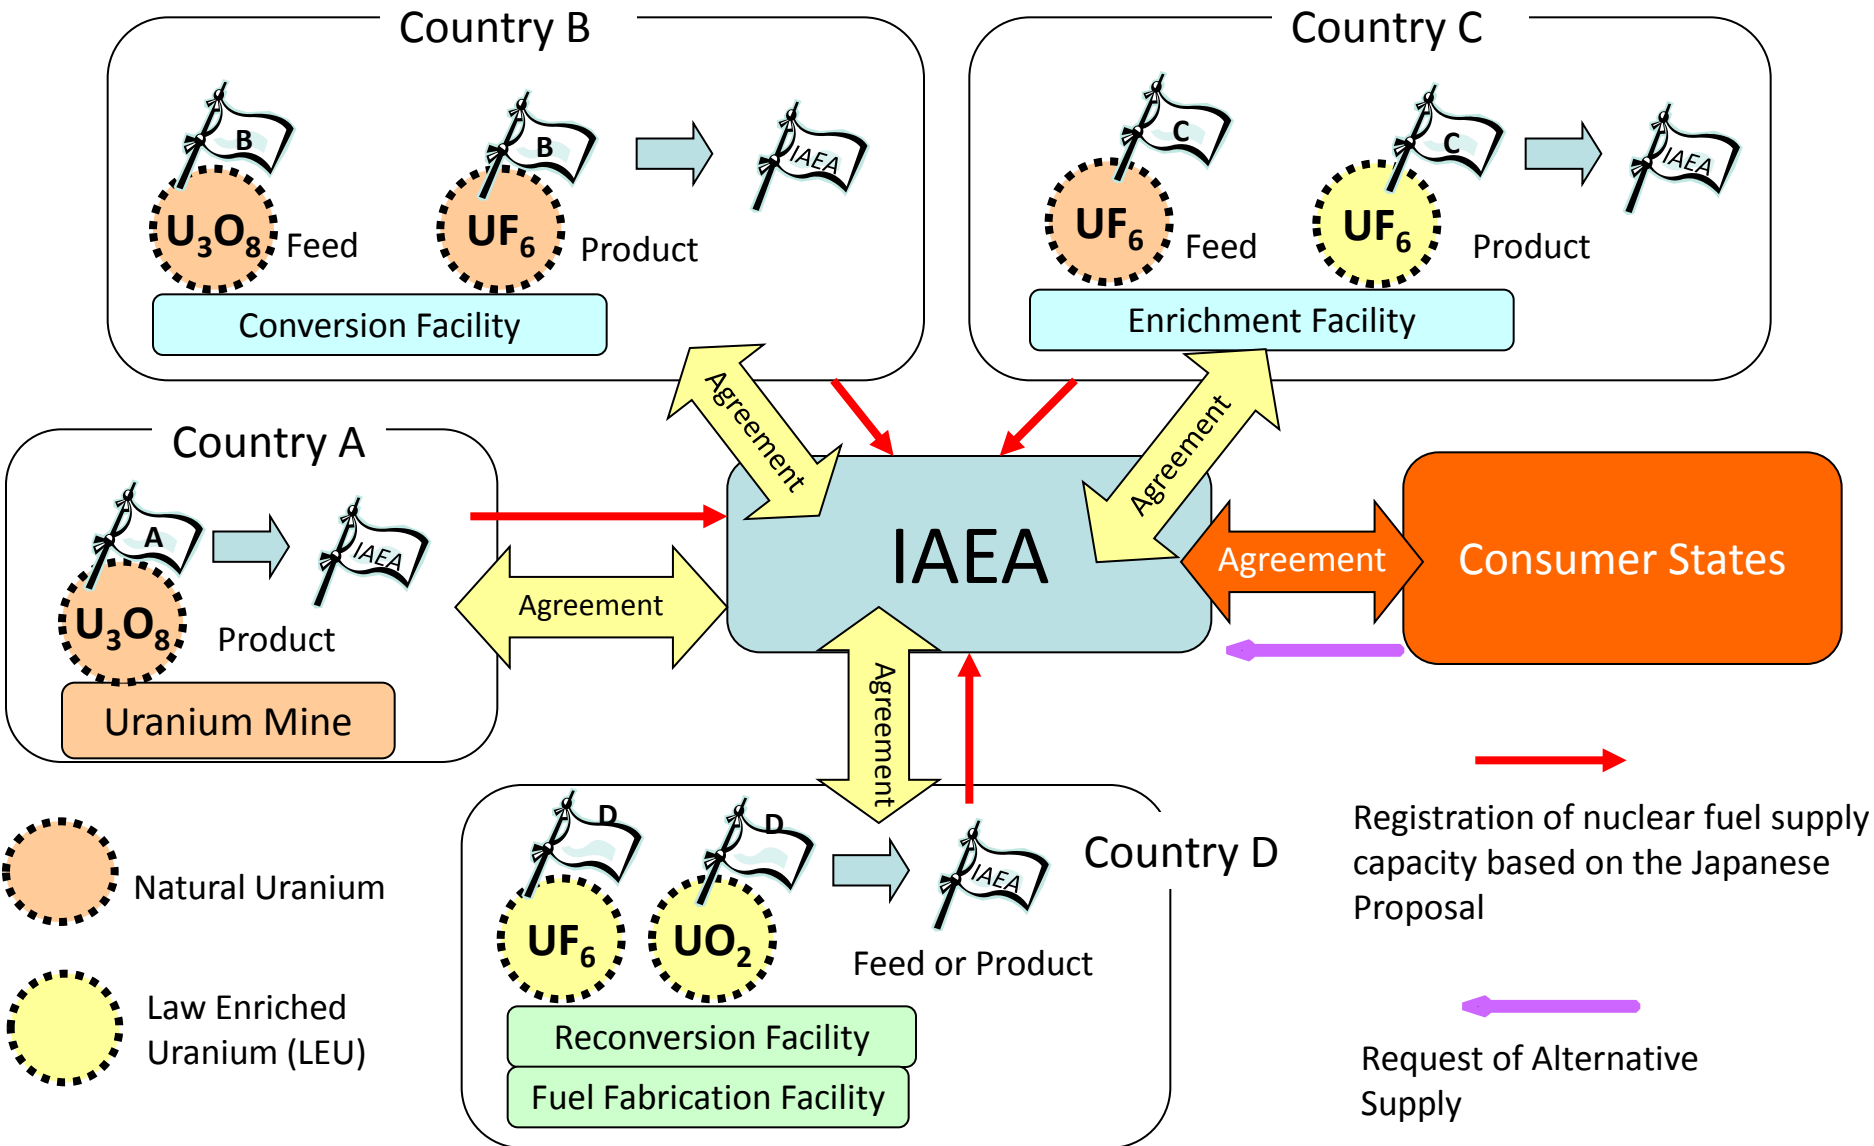 Country B
B
B
IAEA
U3O8
Feed
UF6
Product
Conversion Facility
Country C
C
C
IAEA
UF6
Feed
UF6
Product
Enrichment Facility
Agreement
Agreement
Country A
A
IAEA
U3O8
Product
Uranium Mine
Agreement
IAEA
Agreement
Consumer States
Agreement
D
D
IAEA
Country D
UF6
UO2
Feed or Product
Reconversion Facility
Fuel Fabrication Facility
Natural Uranium
Law Enriched
Uranium (LEU)
Registration of nuclear fuel supply
capacity based on the Japanese
Proposal
Request of Alternative
Supply